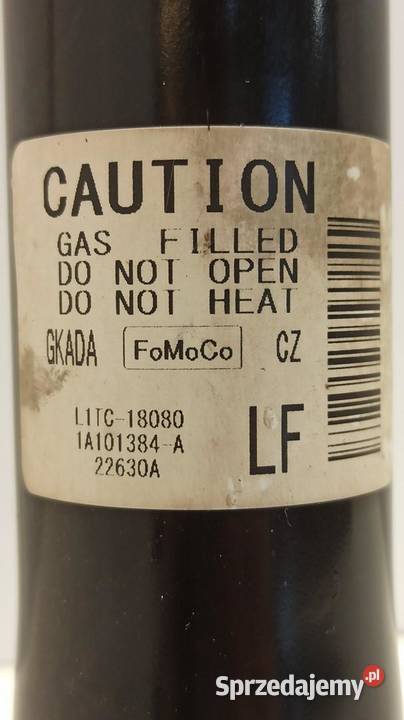 CAUTION
GAS FILLED
DO NOT OPEN
DO NOT HEAT
GKADA FoMoCo CZ
L1TC-18080
1A101384-A
22630A
LF
Sprzedajemy.pl